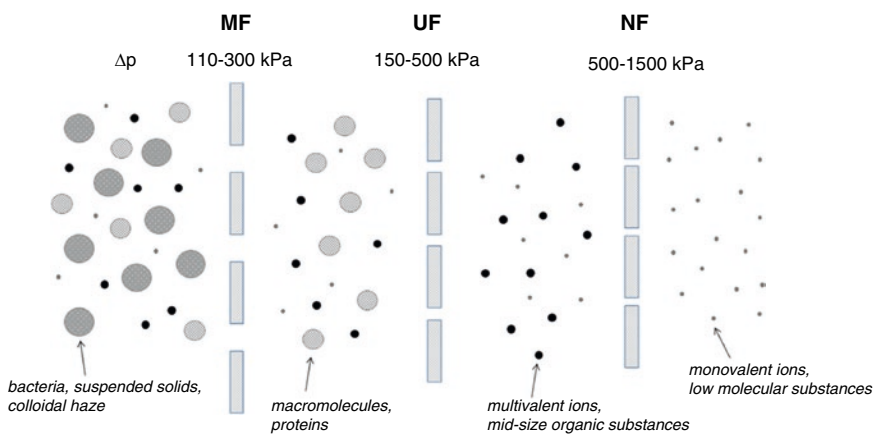 MF
UF
NF
Δp
110-300 kPa
150-500 kPa
500-1500 kPa
bacteria, suspended solids,
colloidal haze
macromolecules,
proteins
multivalent ions,
mid-size organic substances
monovalent ions,
low molecular substances